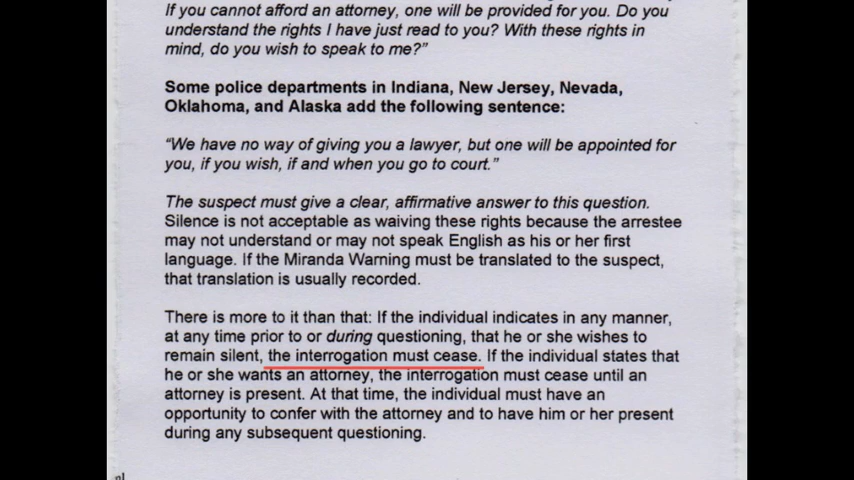 If you cannot afford an attorney, one will be provided for you. Do you
understand the rights I have just read to you? With these rights in
mind, do you wish to speak to me?”
Some police departments in Indiana, New Jersey, Nevada,
Oklahoma, and Alaska add the following sentence:
“We have no way of giving you a lawyer, but one will be appointed for
you, if you wish, if and when you go to court.”
The suspect must give a clear, affirmative answer to this question.
Silence is not acceptable as waiving these rights because the arrestee
may not understand or may not speak English as his or her first
language. If the Miranda Warning must be translated to the suspect,
that translation is usually recorded.
There is more to it than that: If the individual indicates in any manner,
at any time prior to or during questioning, that he or she wishes to
remain silent, the interrogation must cease. If the individual states that
he or she wants an attorney, the interrogation must cease until an
attorney is present. At that time, the individual must have an
opportunity to confer with the attorney and to have him or her present
during any subsequent questioning.